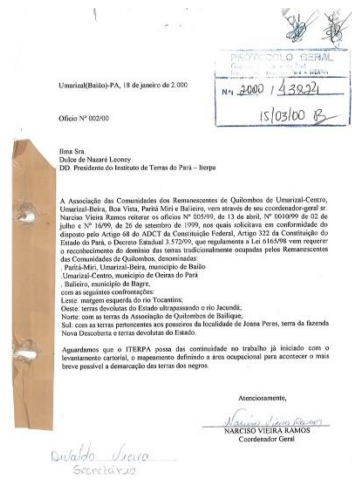 PROTOCOLO GERAL
Nº 2000 / 43824
15/03/00
Umarizal(Baião)-PA, 18 de janeiro de 2.000
Oficio Nº 002/00
Ilma Sra.
Dulce de Nazaré Leoney
DD. Presidente do Instituto de Terras do Pará – Iterpa
A Associação das Comunidades dos Remanescentes de Quilombos de Umarizal-Centro,
Umarizal-Beira, Boa Vista, Paritá Miri e Balieiro, vem através de seu coordenador-geral sr.
Narciso Vieira Ramos reiterar os ofícios Nº 005/99, de 13 de abril, Nº 0010/99 de 02 de
julho e Nº 16/99, de 26 de setembro de 1999, nos quais solicitava em conformidade do
disposto pelo Artigo 68 do ADCT da Constituição Federal, Artigo 322 da Constituição do
Estado do Pará, o Decreto Estadual 3.572/99, que regulamenta a Lei 6165/98 vem requerer
o reconhecimento do domínio das terras tradicionalmente ocupadas pelos Remanescentes
das Comunidades de Quilombos, denominadas:
. Paritá-Miri, Umarizal-Beira, município de Baião
.Umarizal-Centro, município de Oeiras do Pará
. Balieiro, município de Bagre,
com as seguintes confrontações:
Leste: margem esquerda do rio Tocantins;
Oeste: terras devolutas do Estado ultrapassando o rio Jacundá;
Norte: com as terras da Associação de Quilombos de Bailique;
Sul: com as terras pertencentes aos posseiros da localidade de Joana Peres, terra da fazenda
Nova Descoberta e terras devolutas do Estado.
Aguardamos que o ITERPA possa das continuidade no trabalho já iniciado com o
levantamento cartorial, o mapeamento definindo a área ocupacional para acontecer o mais
breve possível a demarcação das terras dos negros.
Atenciosamente,
Narciso Vieira Ramos
NARCISO VIEIRA RAMOS
Coordenador Geral
Divaldo Vieira
Secretário